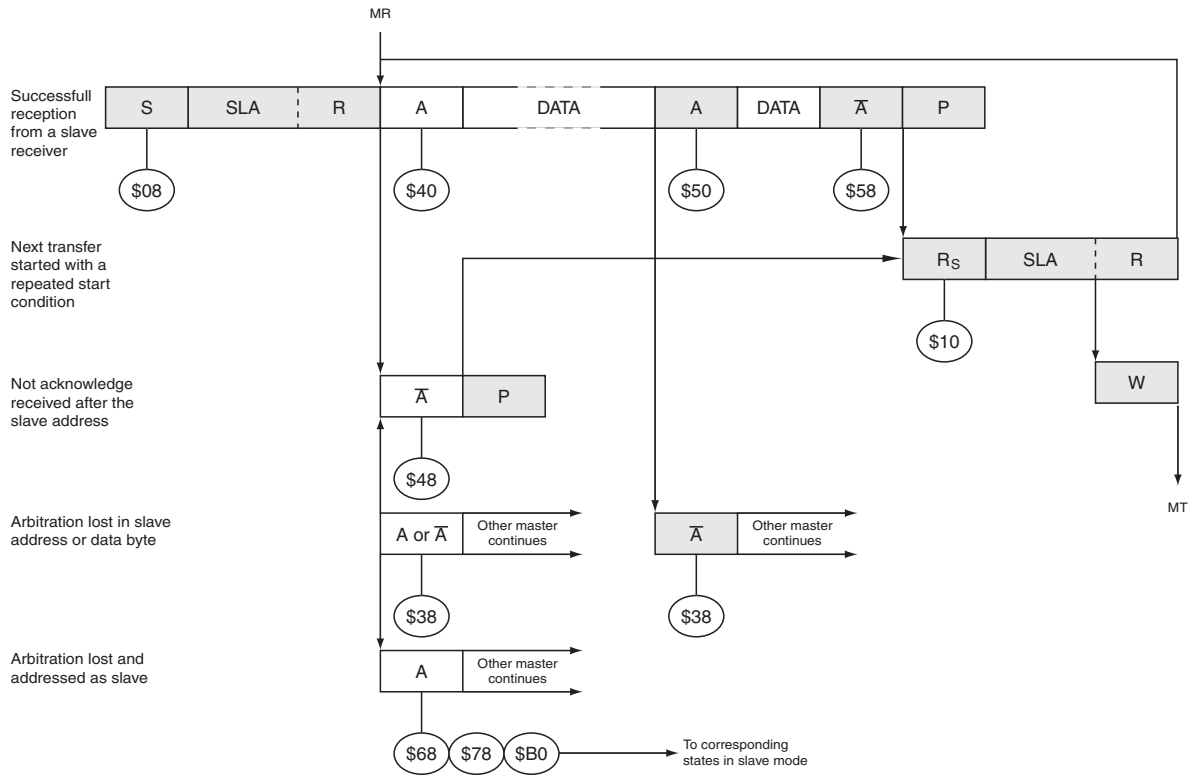 MR
Successfull
reception
from a slave
receiver
S SLA R A DATA A DATA A̅ P
$08 $40 $50 $58
Next transfer
started with a
repeated start
condition
RS SLA R
$10
Not acknowledge
received after the
slave address
A̅ P
W
$48
MT
Arbitration lost in slave
address or data byte
A or A̅
Other master
continues
A̅
Other master
continues
$38 $38
Arbitration lost and
addressed as slave
A
Other master
continues
$68 $78 $B0
To corresponding
states in slave mode